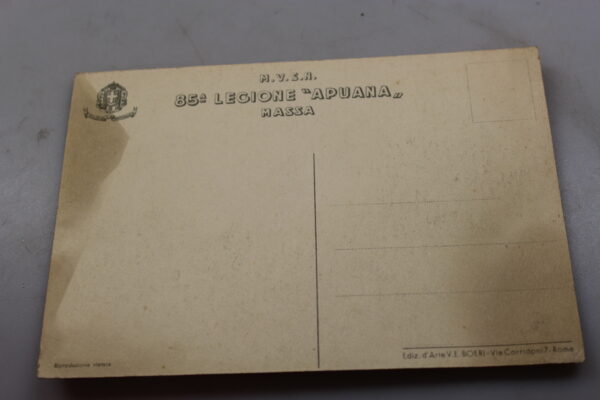 M.V.S.N.
85ª LEGIONE "APUANA„
MASSA
Ediz. d'Arte V. E. BOERI - Via Corridoni 7 - Roma
Riproduzione vietata